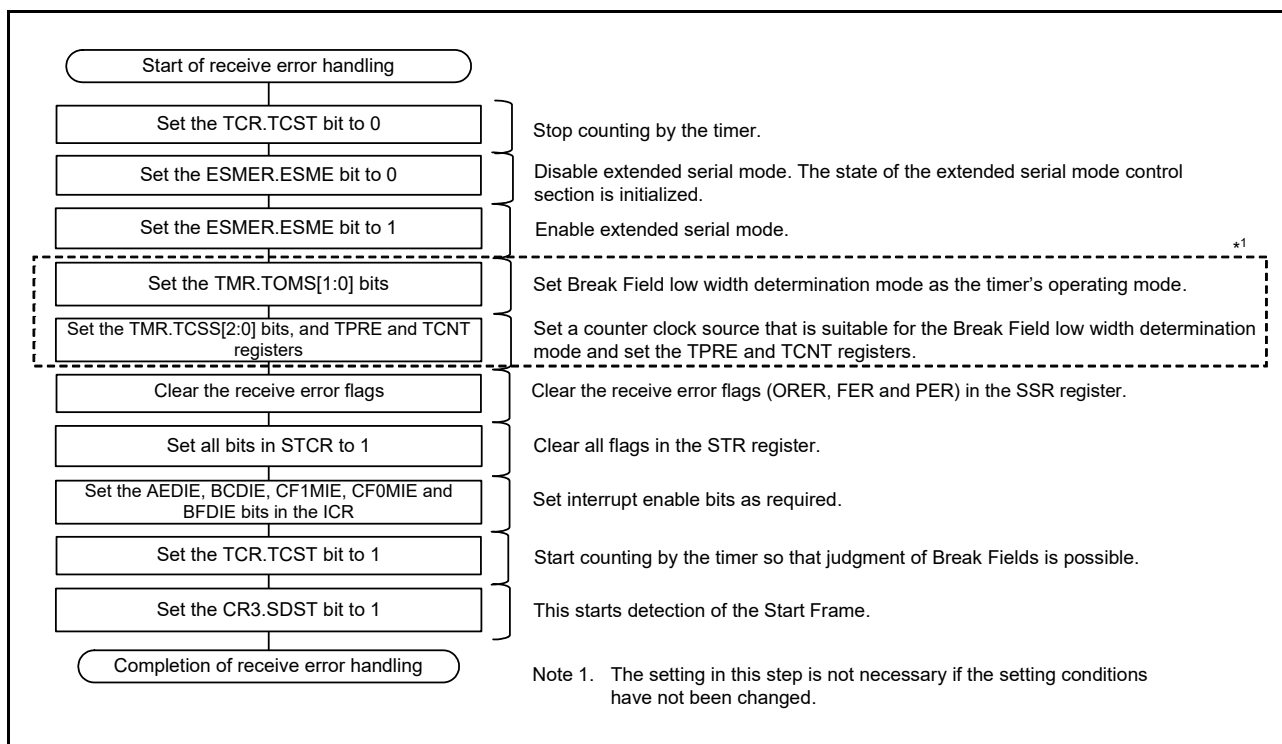 Start of receive error handling
Set the TCR.TCST bit to 0
Stop counting by the timer.
Set the ESMER.ESME bit to 0
Disable extended serial mode. The state of the extended serial mode control
section is initialized.
Set the ESMER.ESME bit to 1
Enable extended serial mode.
*1
Set the TMR.TOMS[1:0] bits
Set Break Field low width determination mode as the timer's operating mode.
Set the TMR.TCSS[2:0] bits, and TPRE and TCNT
registers
Set a counter clock source that is suitable for the Break Field low width determination
mode and set the TPRE and TCNT registers.
Clear the receive error flags
Clear the receive error flags (ORER, FER and PER) in the SSR register.
Set all bits in STCR to 1
Clear all flags in the STR register.
Set the AEDIE, BCDIE, CF1MIE, CF0MIE and
BFDIE bits in the ICR
Set interrupt enable bits as required.
Set the TCR.TCST bit to 1
Start counting by the timer so that judgment of Break Fields is possible.
Set the CR3.SDST bit to 1
This starts detection of the Start Frame.
Completion of receive error handling
Note 1. The setting in this step is not necessary if the setting conditions
have not been changed.